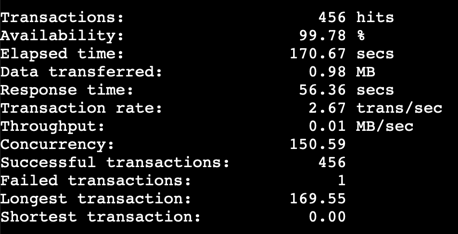 Transactions: 456 hits
Availability: 99.78 %
Elapsed time: 170.67 secs
Data transferred: 0.98 MB
Response time: 56.36 secs
Transaction rate: 2.67 trans/sec
Throughput: 0.01 MB/sec
Concurrency: 150.59
Successful transactions: 456
Failed transactions: 1
Longest transaction: 169.55
Shortest transaction: 0.00